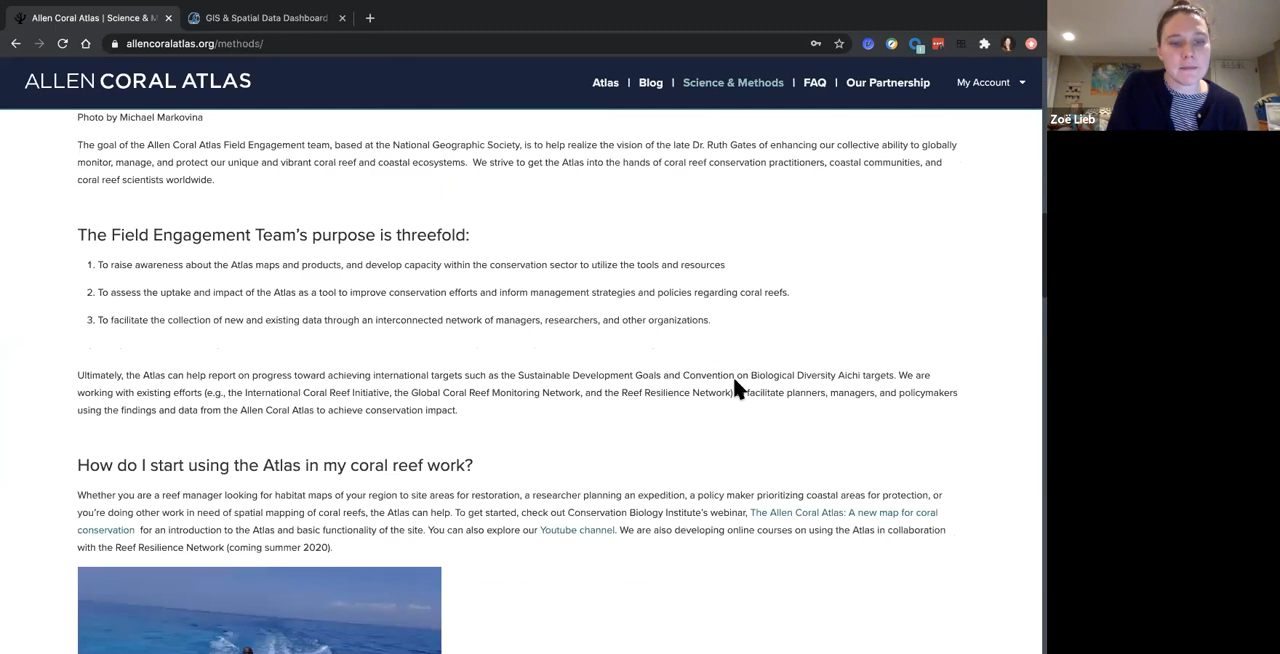 Allen Coral Atlas | Science & M
GIS & Spatial Data Dashboard
allencoralatlas.org/methods/
ALLEN CORAL ATLAS
Atlas | Blog | Science & Methods | FAQ | Our Partnership My Account
Zoë Lieb
Photo by Michael Markovina
The goal of the Allen Coral Atlas Field Engagement team, based at the National Geographic Society, is to help realize the vision of the late Dr. Ruth Gates of enhancing our collective ability to globally
monitor, manage, and protect our unique and vibrant coral reef and coastal ecosystems. We strive to get the Atlas into the hands of coral reef conservation practitioners, coastal communities, and
coral reef scientists worldwide.
The Field Engagement Team's purpose is threefold:
1. To raise awareness about the Atlas maps and products, and develop capacity within the conservation sector to utilize the tools and resources
2. To assess the uptake and impact of the Atlas as a tool to improve conservation efforts and inform management strategies and policies regarding coral reefs.
3. To facilitate the collection of new and existing data through an interconnected network of managers, researchers, and other organizations.
Ultimately, the Atlas can help report on progress toward achieving international targets such as the Sustainable Development Goals and Convention on Biological Diversity Aichi targets. We are
working with existing efforts (e.g., the International Coral Reef Initiative, the Global Coral Reef Monitoring Network, and the Reef Resilience Network) facilitate planners, managers, and policymakers
using the findings and data from the Allen Coral Atlas to achieve conservation impact.
How do I start using the Atlas in my coral reef work?
Whether you are a reef manager looking for habitat maps of your region to site areas for restoration, a researcher planning an expedition, a policy maker prioritizing coastal areas for protection, or
you're doing other work in need of spatial mapping of coral reefs, the Atlas can help. To get started, check out Conservation Biology Institute's webinar, The Allen Coral Atlas: A new map for coral
conservation for an introduction to the Atlas and basic functionality of the site. You can also explore our Youtube channel. We are also developing online courses on using the Atlas in collaboration
with the Reef Resilience Network (coming summer 2020).